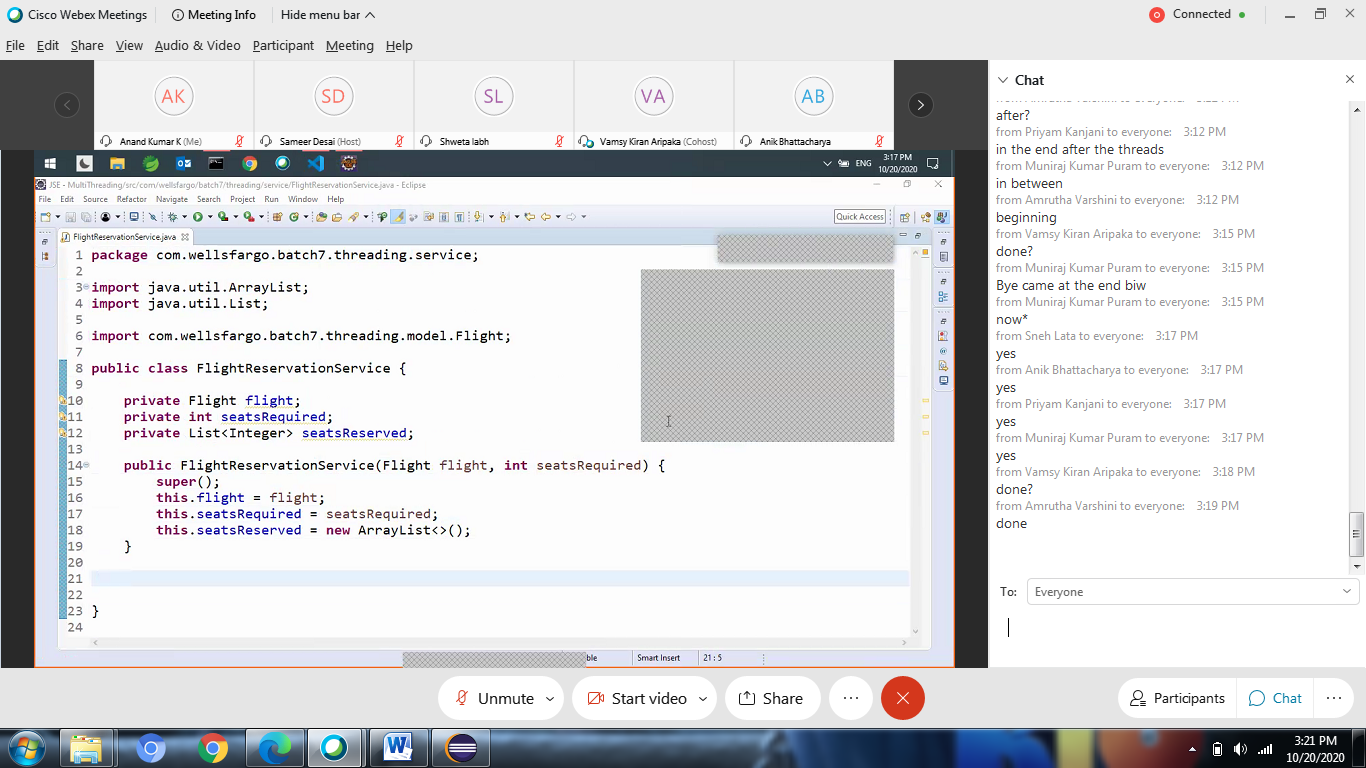 Cisco Webex Meetings
Meeting Info
Hide menu bar
Connected
File Edit Share View Audio & Video Participant Meeting Help
AK
SD
SL
VA
AB
Anand Kumar K (Me)
Sameer Desai (Host)
Shweta labh
Vamsy Kiran Aripaka (Cohost)
Anik Bhattacharya
ENG
3:17 PM
10/20/2020
JSE - MultiThreading/src/com/wellsfargo/batch7/threading/service/FlightReservationService.java - Eclipse
File Edit Source Refactor Navigate Search Project Run Window Help
Quick Access
FlightReservationService.java
1 package com.wellsfargo.batch7.threading.service;
2
3 import java.util.ArrayList;
4 import java.util.List;
5
6 import com.wellsfargo.batch7.threading.model.Flight;
7
8 public class FlightReservationService {
9
10 private Flight flight;
11 private int seatsRequired;
12 private List<Integer> seatsReserved;
13
14 public FlightReservationService(Flight flight, int seatsRequired) {
15 super();
16 this.flight = flight;
17 this.seatsRequired = seatsRequired;
18 this.seatsReserved = new ArrayList<>();
19 }
20
21
22
23 }
24
ble
Smart Insert
21 : 5
Chat
after?
from Priyam Kanjani to everyone: 3:12 PM
in the end after the threads
from Muniraj Kumar Puram to everyone: 3:12 PM
in between
from Amrutha Varshini to everyone: 3:12 PM
beginning
from Vamsy Kiran Aripaka to everyone: 3:15 PM
done?
from Muniraj Kumar Puram to everyone: 3:15 PM
Bye came at the end biw
from Muniraj Kumar Puram to everyone: 3:15 PM
now*
from Sneh Lata to everyone: 3:17 PM
yes
from Anik Bhattacharya to everyone: 3:17 PM
yes
from Priyam Kanjani to everyone: 3:17 PM
yes
from Muniraj Kumar Puram to everyone: 3:17 PM
yes
from Vamsy Kiran Aripaka to everyone: 3:18 PM
done?
from Amrutha Varshini to everyone: 3:19 PM
done
To: Everyone
Unmute
Start video
Share
Participants
Chat
3:21 PM
10/20/2020